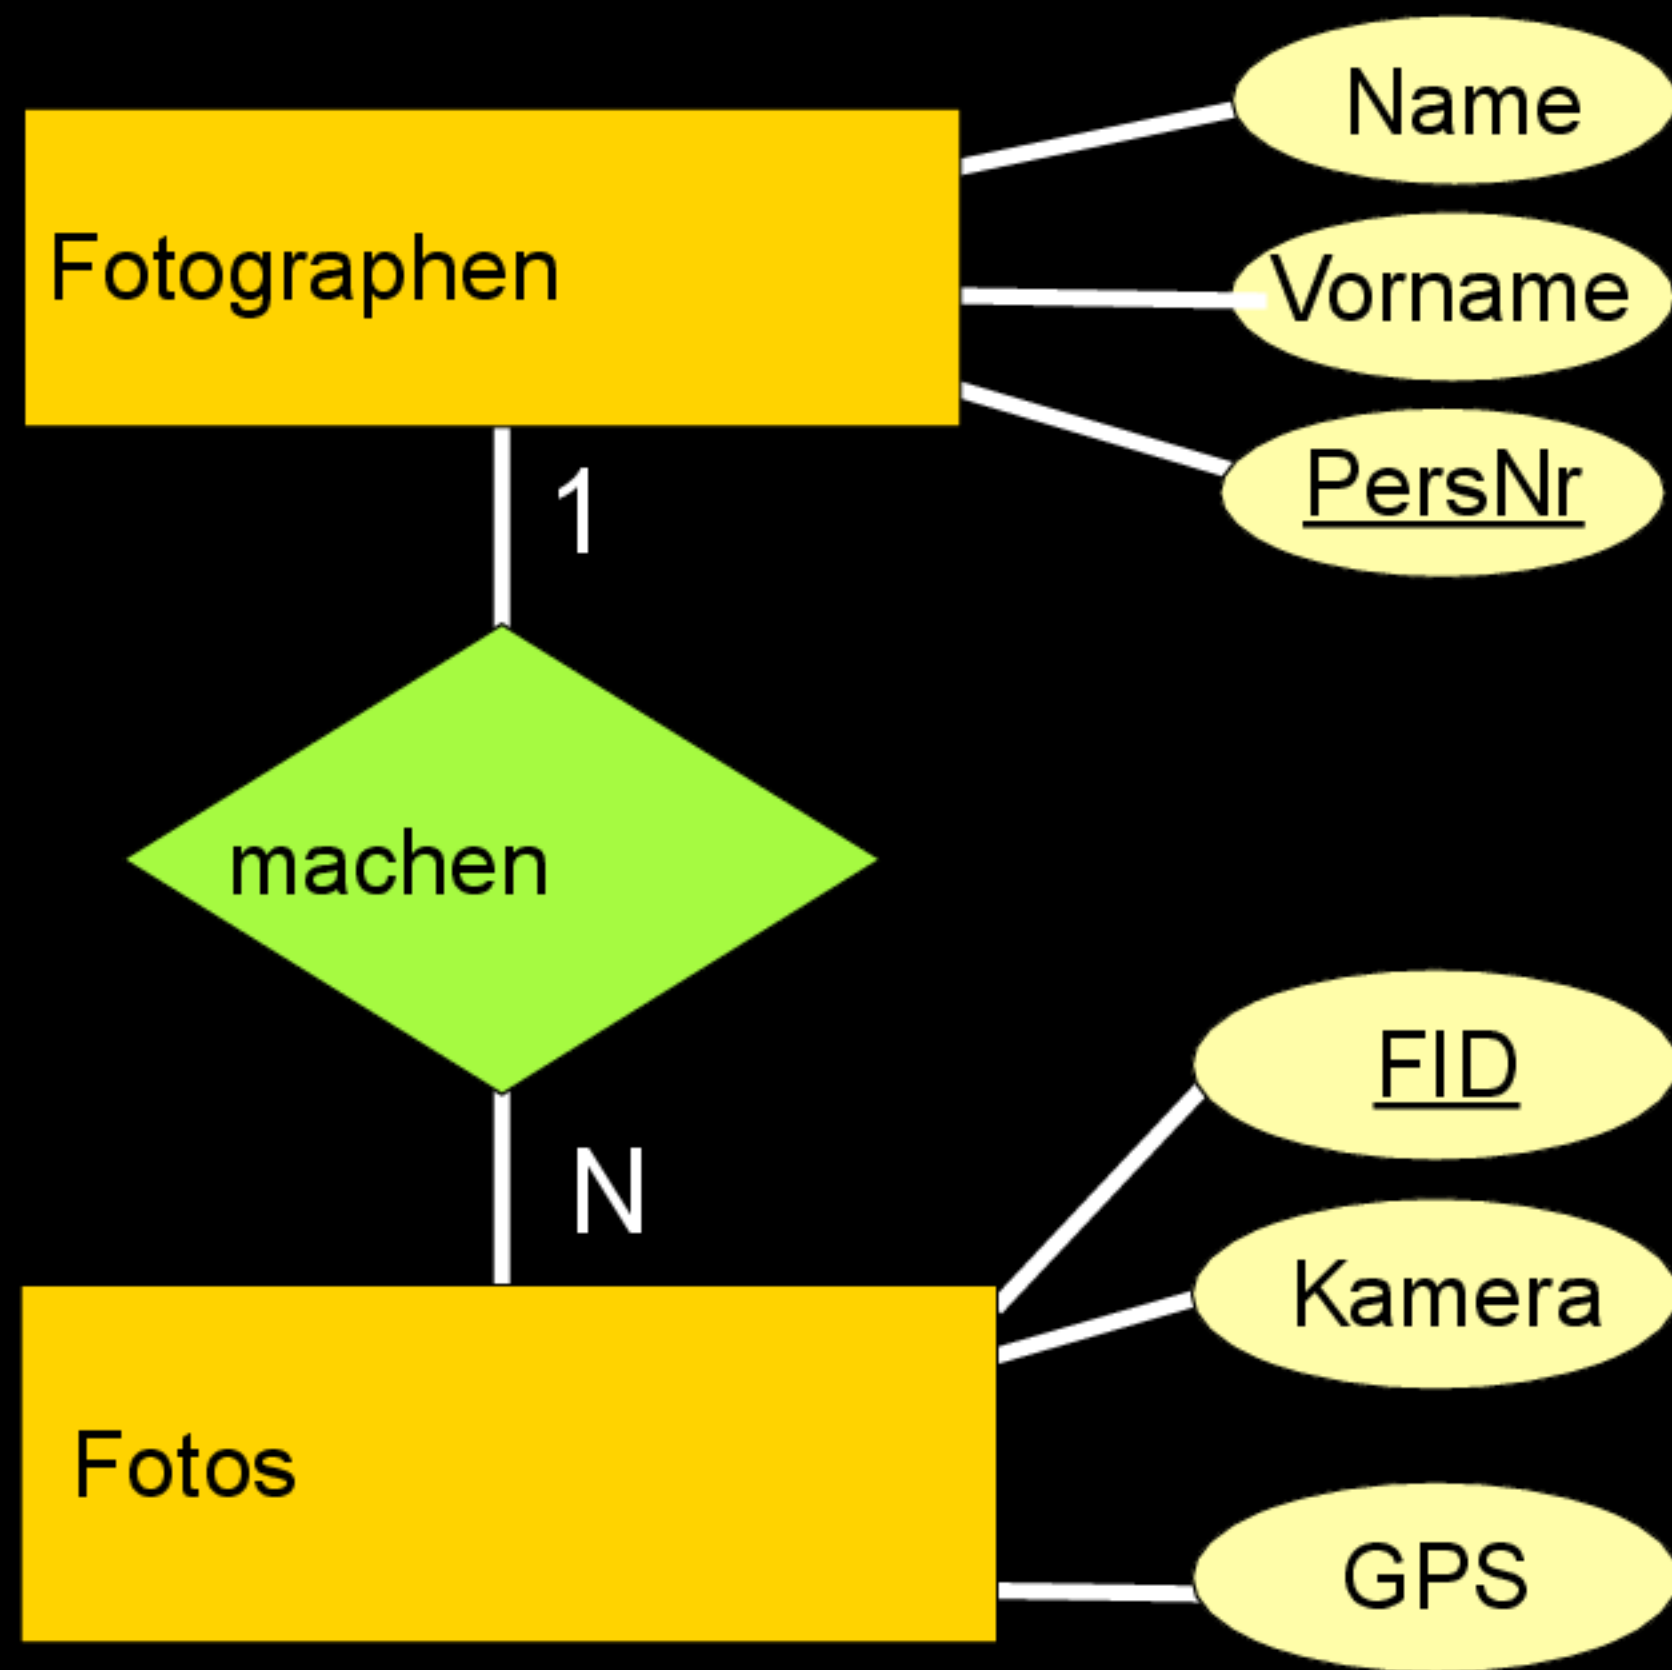 Name
Fotographen
Vorname
PersNr
1
machen
FID
N
Kamera
Fotos
GPS